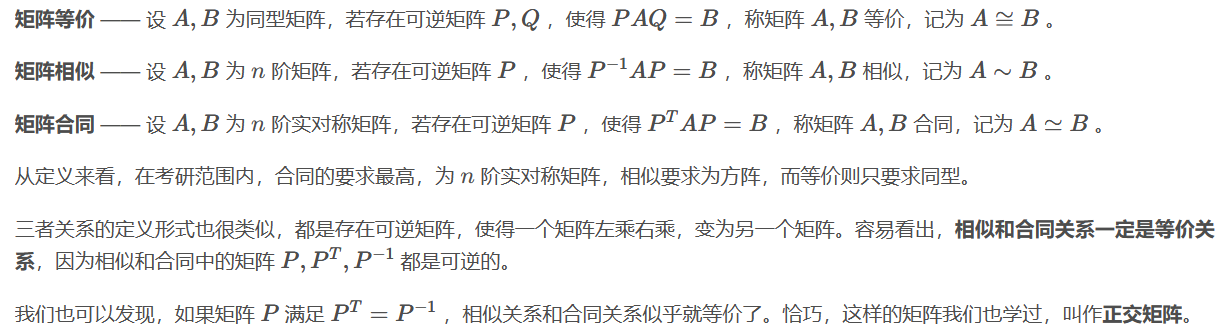 矩阵等价 —— 设 A, B 为同型矩阵，若存在可逆矩阵 P, Q ，使得 PAQ = B ，称矩阵 A, B 等价，记为 A ≅ B 。
矩阵相似 —— 设 A, B 为 n 阶矩阵，若存在可逆矩阵 P ，使得 P⁻¹AP = B ，称矩阵 A, B 相似，记为 A ∼ B 。
矩阵合同 —— 设 A, B 为 n 阶实对称矩阵，若存在可逆矩阵 P ，使得 PᵀAP = B ，称矩阵 A, B 合同，记为 A ≃ B 。
从定义来看，在考研范围内，合同的要求最高，为 n 阶实对称矩阵，相似要求为方阵，而等价则只要求同型。
三者关系的定义形式也很类似，都是存在可逆矩阵，使得一个矩阵左乘右乘，变为另一个矩阵。容易看出，相似和合同关系一定是等价关
系，因为相似和合同中的矩阵 P, Pᵀ, P⁻¹ 都是可逆的。
我们也可以发现，如果矩阵 P 满足 Pᵀ = P⁻¹ ，相似关系和合同关系似乎就等价了。恰巧，这样的矩阵我们也学过，叫作正交矩阵。